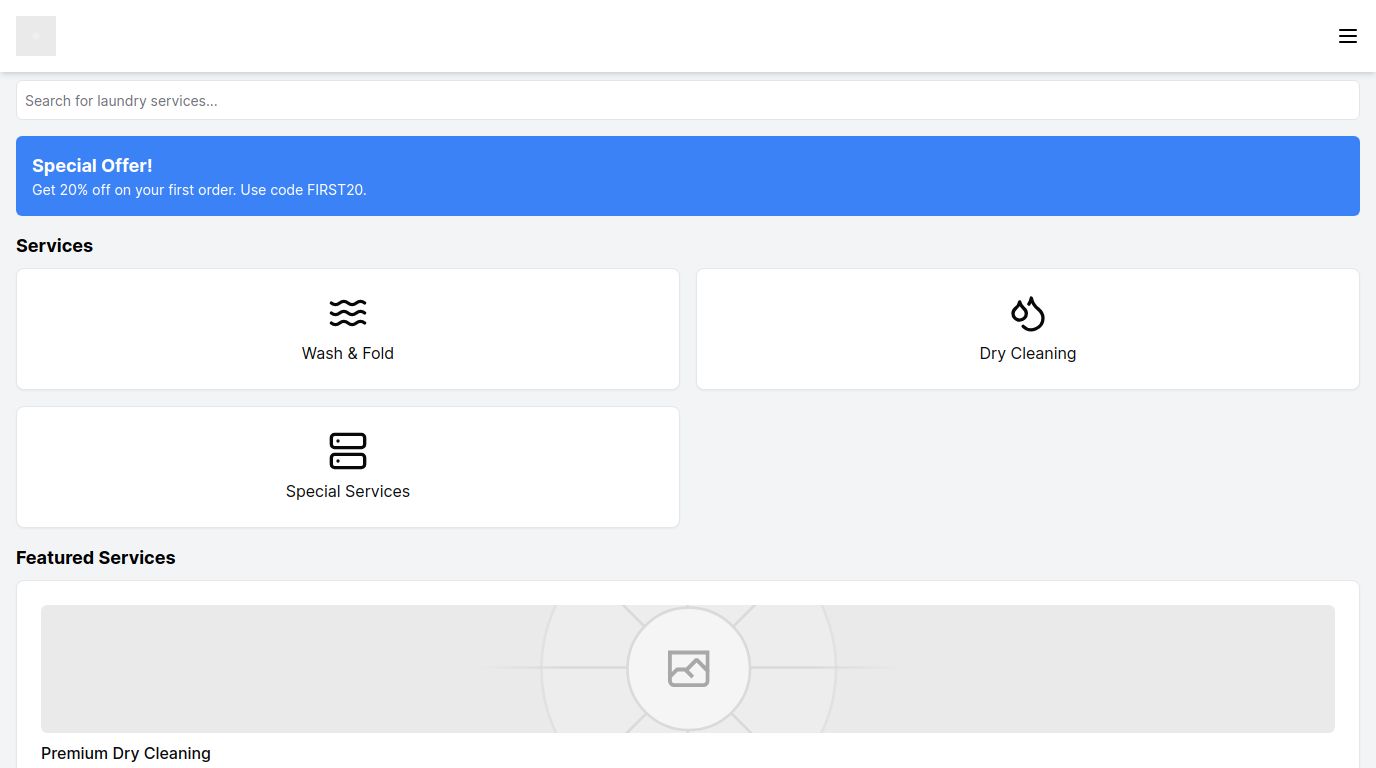 Search for laundry services...
Special Offer!
Get 20% off on your first order. Use code FIRST20.
Services
Wash & Fold
Dry Cleaning
Special Services
Featured Services
Premium Dry Cleaning